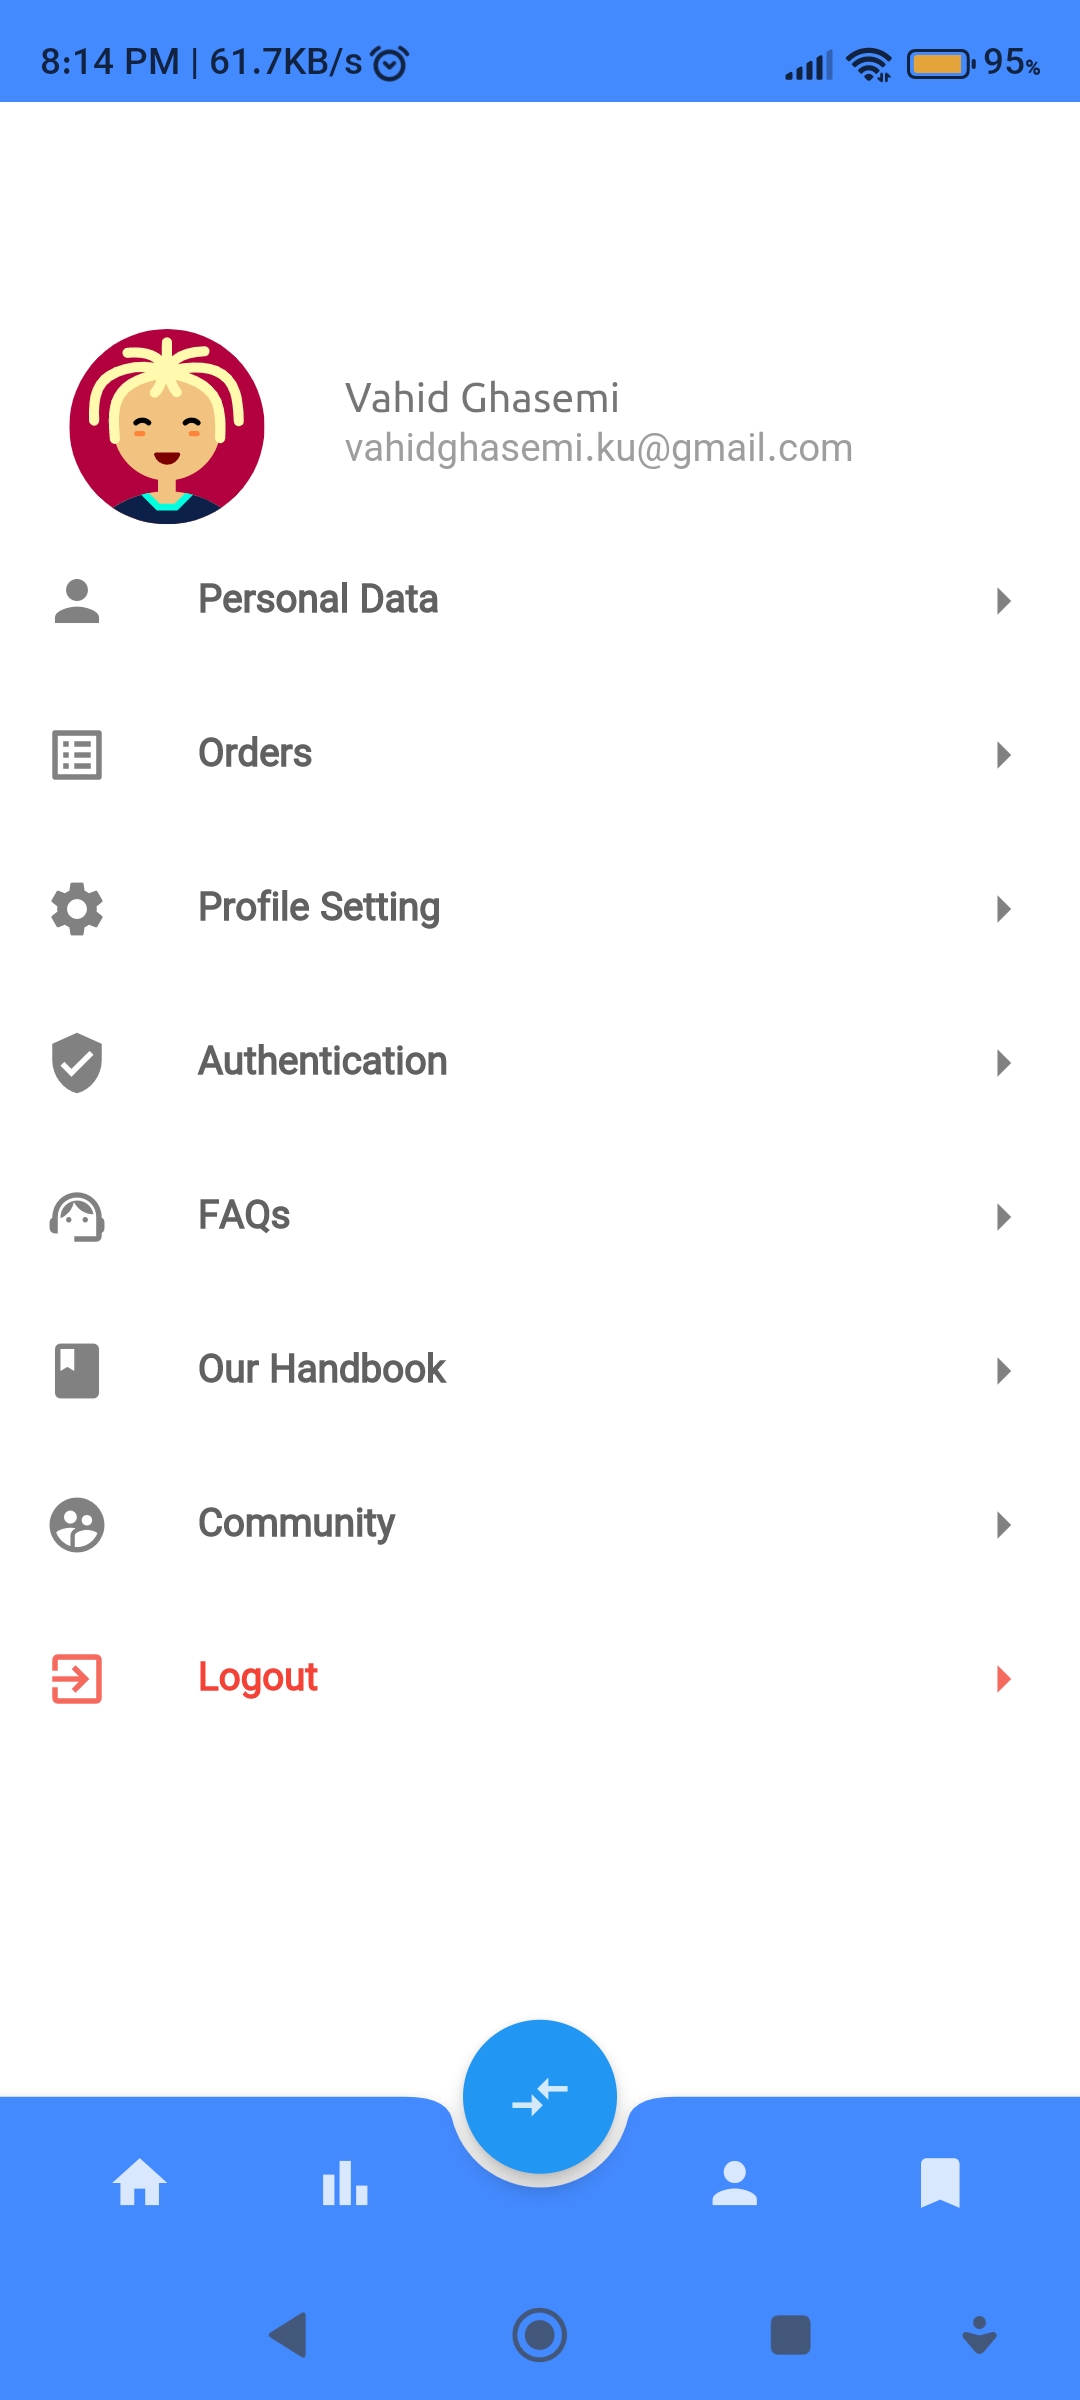 8:14 PM | 61.7KB/s 95%
Vahid Ghasemi
vahidghasemi.ku@gmail.com
Personal Data
Orders
Profile Setting
Authentication
FAQs
Our Handbook
Community
Logout